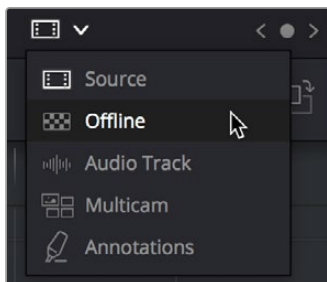 Source
Offline
Audio Track
Multicam
Annotations